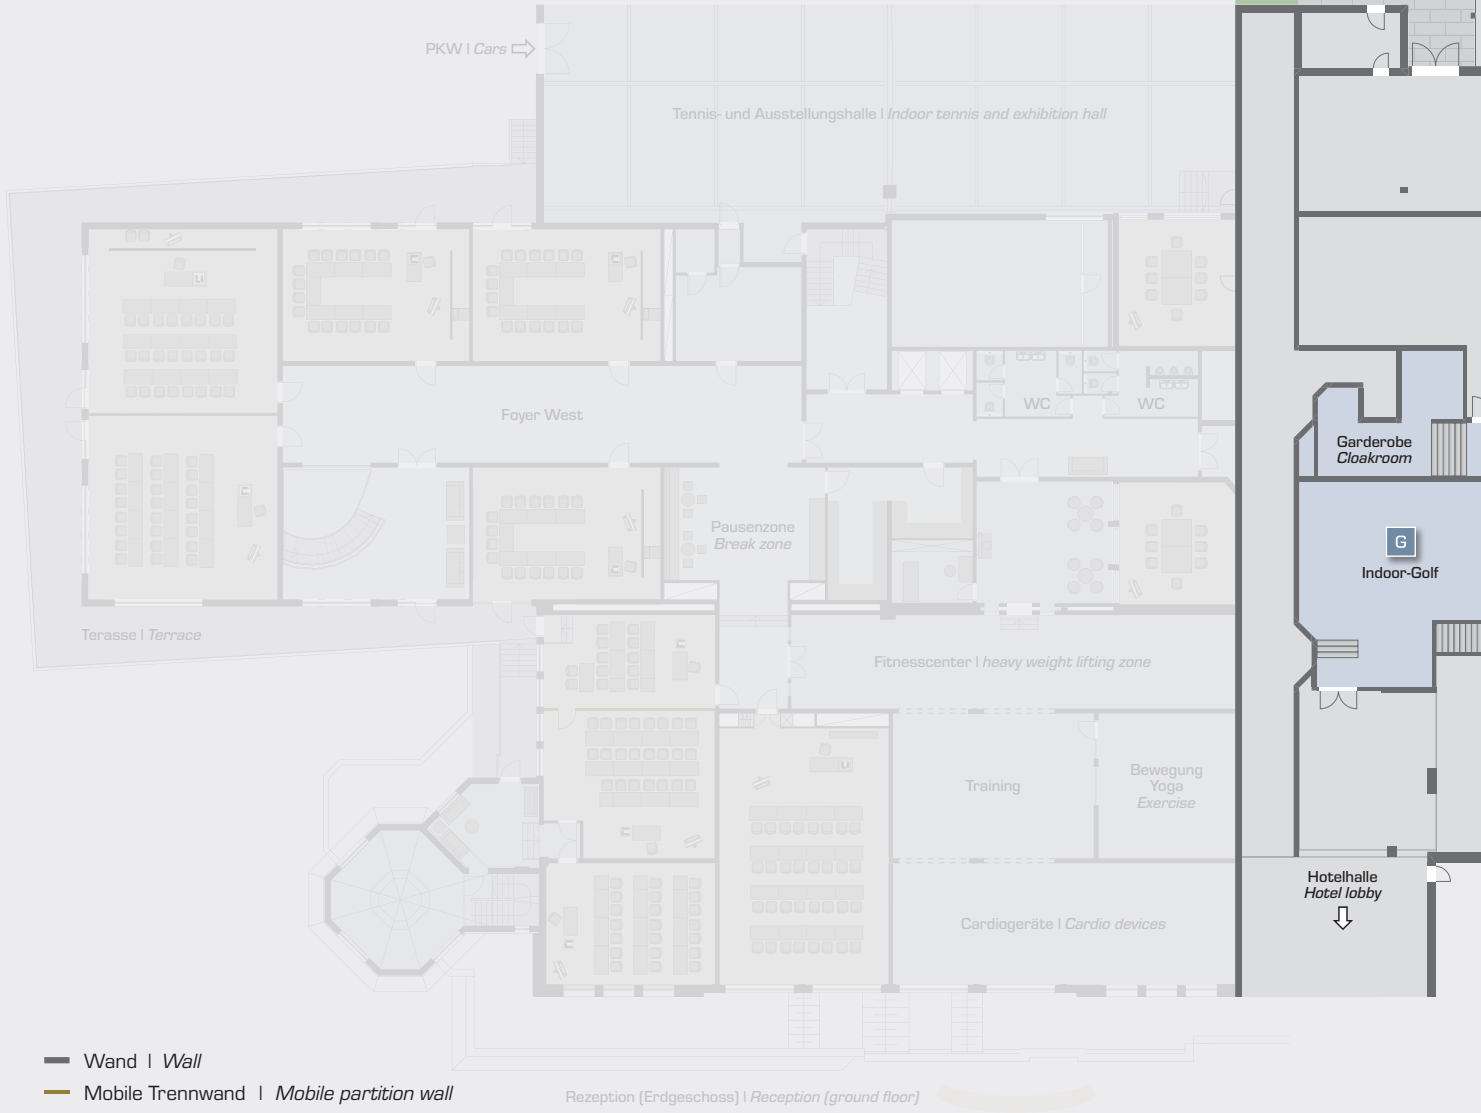 PKW | Cars
Tennis- und Ausstellungshalle | Indoor tennis and exhibition hall
Foyer West
WC
WC
Garderobe
Cloakroom
Pausenzone
Break zone
G
Indoor-Golf
Terasse | Terrace
Fitnesscenter | heavy weight lifting zone
Training
Bewegung
Yoga
Exercise
Hotelhalle
Hotel lobby
Cardiogeräte | Cardio devices
Wand | Wall
Mobile Trennwand | Mobile partition wall
Rezeption (Erdgeschoss) | Reception (ground floor)